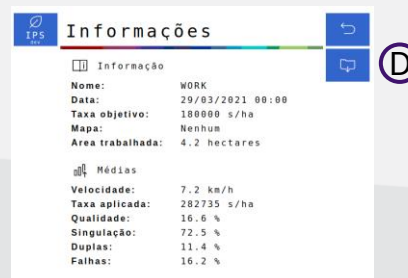 IPS
dev
Informações
D
Informação
Nome: WORK
Data: 29/03/2021 00:00
Taxa objetivo: 180000 s/ha
Mapa: Nenhum
Area trabalhada: 4.2 hectares
Médias
Velocidade: 7.2 km/h
Taxa aplicada: 282735 s/ha
Qualidade: 16.6 %
Singulação: 72.5 %
Duplas: 11.4 %
Falhas: 16.2 %